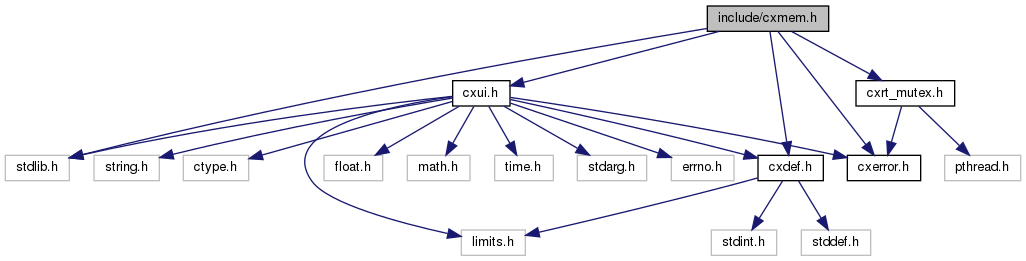 include/cxmem.h
cxui.h
cxrt_mutex.h
stdlib.h
string.h
ctype.h
float.h
math.h
time.h
stdarg.h
errno.h
cxdef.h
cxerror.h
pthread.h
limits.h
stdint.h
stddef.h